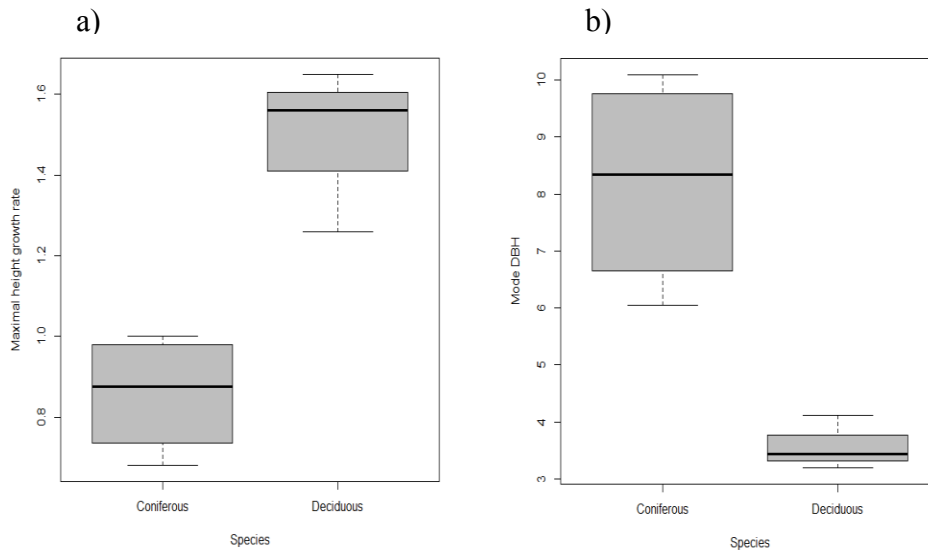 a)
b)
Maximal height growth rate
1.6
1.4
1.2
1.0
0.8
Coniferous
Deciduous
Species
Mode DBH
10
9
8
7
6
5
4
3
Coniferous
Deciduous
Species